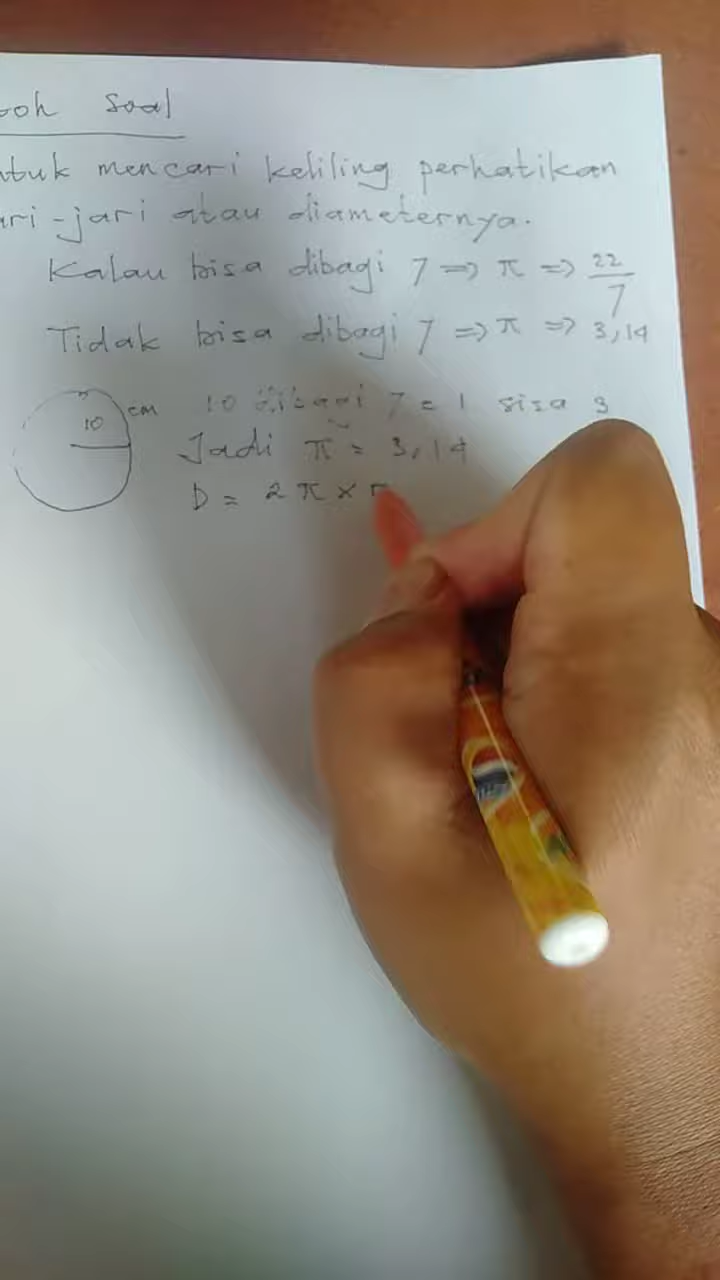 oh Soal
ntuk mencari keliling perhatikan
ari-jari atau diameternya.
Kalau bisa dibagi 7 => π => 22/7
Tidak bisa dibagi 7 => π => 3,14
10 cm
10 dibagi 7 = 1 sisa 3
Jadi π = 3,14
D = 2 π × r